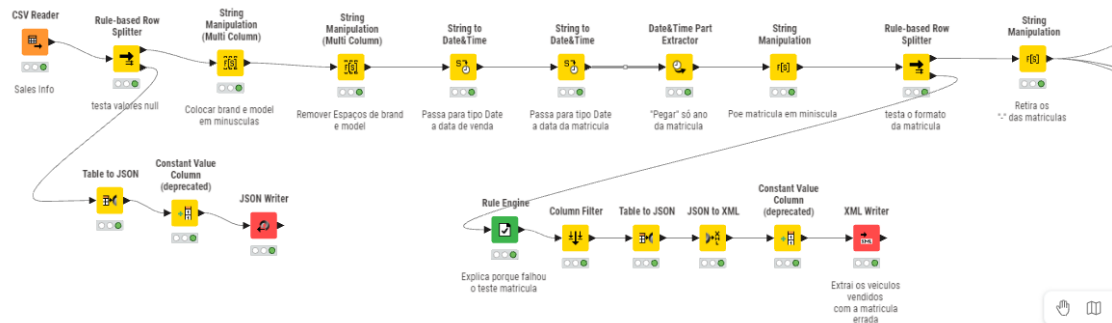 CSV Reader
Sales Info
Rule-based Row
Splitter
testa valores null
String
Manipulation
(Multi Column)
Colocar brand e model
em minusculas
String
Manipulation
(Multi Column)
Remover Espaços de brand
e model
String to
Date&Time
Passa para tipo Date
a data de venda
String to
Date&Time
Passa para tipo Date
a data da matricula
Date&Time Part
Extractor
"Pegar" só ano
da matricula
String
Manipulation
Poe matricula em miniscula
Rule-based Row
Splitter
testa o formato
da matricula
String
Manipulation
Retira os
"-" das matriculas
Table to JSON
Constant Value
Column
(deprecated)
JSON Writer
Rule Engine
Explica porque falhou
o teste matricula
Column Filter
Table to JSON
JSON to XML
Constant Value
Column
(deprecated)
XML Writer
Extrai os veiculos
vendidos
com a matricula
errada